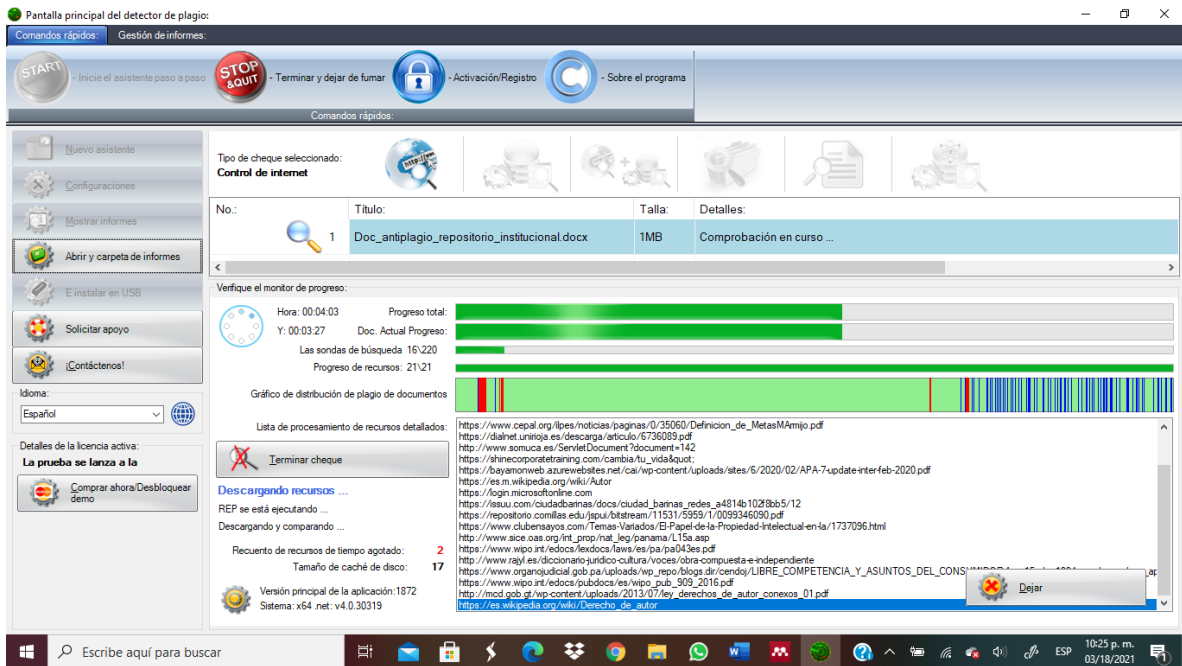 Pantalla principal del detector de plagio:
Comandos rápidos: Gestión de informes:
START - Inicie el asistente paso a paso STOP &QUIT - Terminar y dejar de fumar - Activación/Registro - Sobre el programa
Comandos rápidos:
Nuevo asistente
Configuraciones
Mostrar informes
Abrir y carpeta de informes
E instalar en USB
Solicitar apoyo
¡Contáctenos!
Idioma:
Español
Detalles de la licencia activa:
La prueba se lanza a la
Comprar ahora/Desbloquear
demo
Tipo de cheque seleccionado:
Control de internet
http://www
No.: Título: Talla: Detalles:
1 Doc_antiplagio_repositorio_institucional.docx 1MB Comprobación en curso ...
Verifique el monitor de progreso:
Hora: 00:04:03 Progreso total:
Y: 00:03:27 Doc. Actual Progreso:
Las sondas de búsqueda 16\220
Progreso de recursos: 21\21
Gráfico de distribución de plagio de documentos
Lista de procesamiento de recursos detallados:
Terminar cheque
Descargando recursos ...
REP se está ejecutando ...
Descargando y comparando ...
Recuento de recursos de tiempo agotado: 2
Tamaño de caché de disco: 17
Versión principal de la aplicación:1872
Sistema: x64 .net: v4.0.30319
https://www.cepal.org/ilpes/noticias/paginas/0/35060/Definicion_de_MetasMArmijo.pdf
https://dialnet.unirioja.es/descarga/articulo/6736089.pdf
http://www.somuca.es/ServletDocument?document=142
https://shinecorporatetraining.com/cambia/tu_vida&quot;
https://bayamonweb.azurewebsites.net/cai/wp-content/uploads/sites/6/2020/02/APA-7-update-inter-feb-2020.pdf
https://es.m.wikipedia.org/wiki/Autor
https://login.microsoftonline.com
https://issuu.com/ciudadbarinas/docs/ciudad_barinas_redes_a4814b102f8bb5/12
https://repositorio.comillas.edu/jspui/bitstream/11531/5959/1/0099346090.pdf
https://www.clubensayos.com/Temas-Variados/El-Papel-de-la-Propiedad-Intelectual-en-la/1737096.html
http://www.sice.oas.org/int_prop/nat_leg/panama/L15a.asp
https://www.wipo.int/edocs/lexdocs/laws/es/pa/pa043es.pdf
http://www.rajyl.es/diccionario-juridico-cultura/voces/obra-compuesta-e-independiente
https://www.organojudicial.gob.pa/uploads/wp_repo/blogs.dir/cendoj/LIBRE_COMPETENCIA_Y_ASUNTOS_DEL_CONSUMIDOR
https://www.wipo.int/edocs/pubdocs/es/wipo_pub_909_2016.pdf
http://mcd.gob.gt/wp-content/uploads/2013/07/ley_derechos_de_autor_conexos_01.pdf
https://es.wikipedia.org/wiki/Derecho_de_autor
Dejar
Escribe aquí para buscar
ESP
10:25 p. m.
03/18/2021